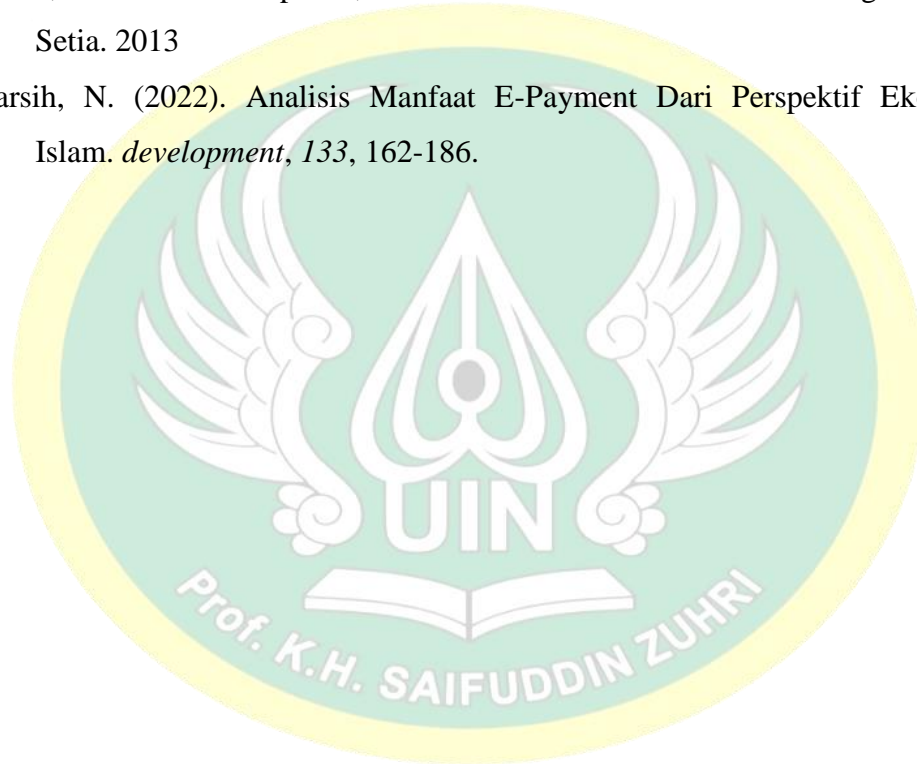 Setia. 2013
arsih, N. (2022). Analisis Manfaat E-Payment Dari Perspektif Ek
Islam. development, 133, 162-186.
UIN
Prof. K.H. SAIFUDDIN ZUHRI